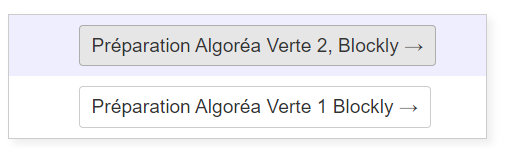 Préparation Algoréa Verte 2, Blockly →
Préparation Algoréa Verte 1 Blockly →